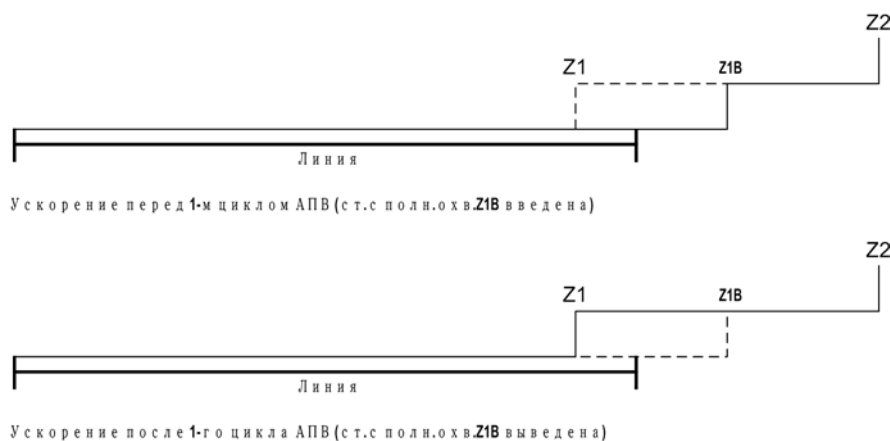 Z2
Z1 Z1B
Линия
Ускорение перед 1-м циклом АПВ (ст.с полн.охв.Z1B введена)
Z2
Z1 Z1B
Линия
Ускорение после 1-го цикла АПВ (ст.с полн.охв.Z1B выведена)